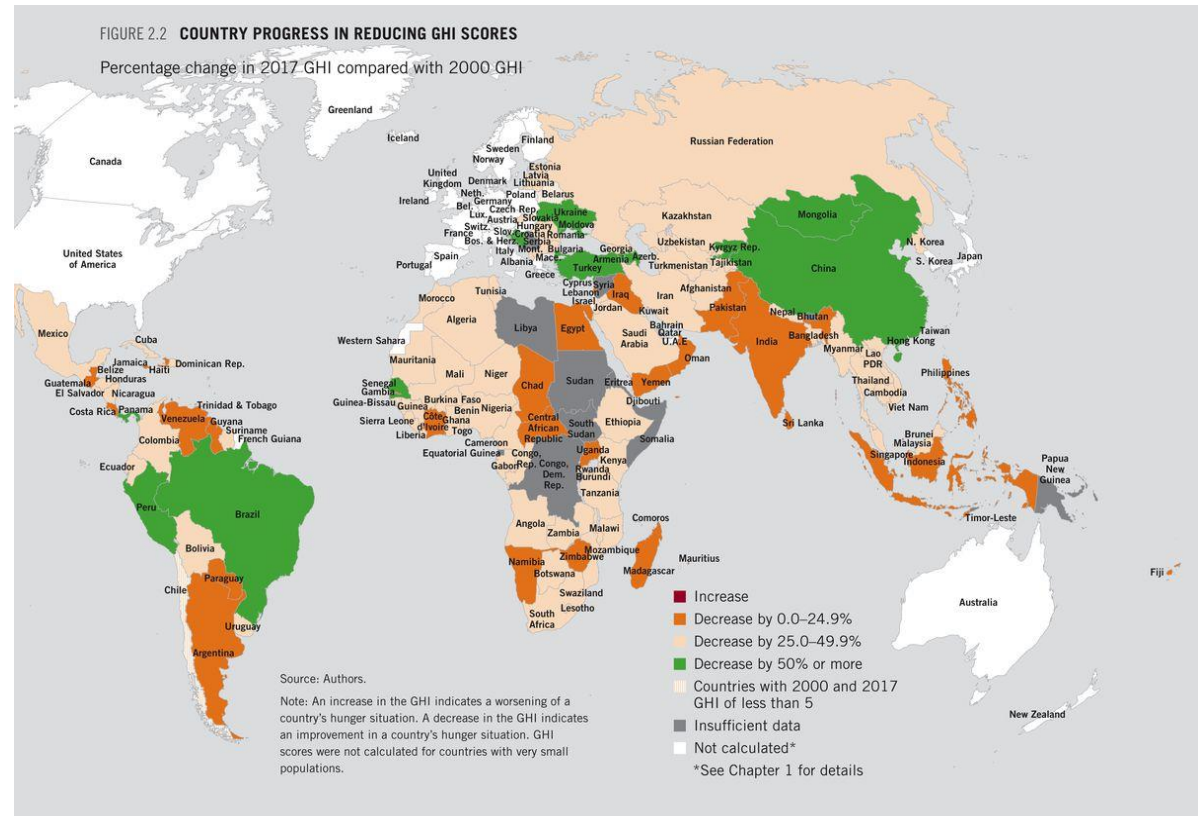 FIGURE 2.2 COUNTRY PROGRESS IN REDUCING GHI SCORES
Percentage change in 2017 GHI compared with 2000 GHI
Greenland
Iceland
Canada
United States
of America
Finland
Sweden
Norway
Estonia
Latvia
Lithuania
Denmark
United
Kingdom
Ireland
Neth.
Poland
Belarus
Bel.
Germany
Lux.
Czech Rep.
Slovakia
Ukraine
Austria
Hungary
Moldova
Switz.
Slov.
Croatia
Romania
France
Bos. & Herz.
Serbia
Italy
Mont.
Bulgaria
Mace.
Albania
Spain
Portugal
Greece
Russian Federation
Kazakhstan
Mongolia
Uzbekistan
Kyrgyz Rep.
Georgia
Armenia
Azerb.
Turkmenistan
Tajikistan
Turkey
China
N. Korea
S. Korea
Japan
Cyprus
Syria
Lebanon
Israel
Iraq
Jordan
Iran
Afghanistan
Kuwait
Pakistan
Nepal
Bhutan
Bahrain
Qatar
U.A.E
Saudi
Arabia
Oman
Yemen
India
Bangladesh
Myanmar
Lao
PDR
Taiwan
Hong Kong
Thailand
Cambodia
Viet Nam
Philippines
Sri Lanka
Brunei
Malaysia
Singapore
Indonesia
Papua
New
Guinea
Timor-Leste
Fiji
Australia
New Zealand
Mexico
Cuba
Jamaica
Belize
Haiti
Dominican Rep.
Honduras
Guatemala
El Salvador
Nicaragua
Costa Rica
Panama
Trinidad & Tobago
Venezuela
Guyana
Suriname
French Guiana
Colombia
Ecuador
Peru
Brazil
Bolivia
Paraguay
Chile
Uruguay
Argentina
Morocco
Tunisia
Algeria
Libya
Egypt
Western Sahara
Mauritania
Mali
Niger
Chad
Sudan
Eritrea
Djibouti
Senegal
Gambia
Guinea-Bissau
Guinea
Burkina Faso
Benin
Nigeria
Sierra Leone
Côte
d'Ivoire
Ghana
Togo
Liberia
Cameroon
Central
African
Republic
South
Sudan
Ethiopia
Somalia
Equatorial Guinea
Gabon
Congo,
Rep.
Congo,
Dem.
Rep.
Uganda
Kenya
Rwanda
Burundi
Tanzania
Angola
Zambia
Malawi
Comoros
Mozambique
Zimbabwe
Namibia
Botswana
Madagascar
Mauritius
Swaziland
Lesotho
South
Africa
Increase
Decrease by 0.0–24.9%
Decrease by 25.0–49.9%
Decrease by 50% or more
Countries with 2000 and 2017
GHI of less than 5
Insufficient data
Not calculated*
*See Chapter 1 for details
Source: Authors.
Note: An increase in the GHI indicates a worsening of a
country's hunger situation. A decrease in the GHI indicates
an improvement in a country's hunger situation. GHI
scores were not calculated for countries with very small
populations.